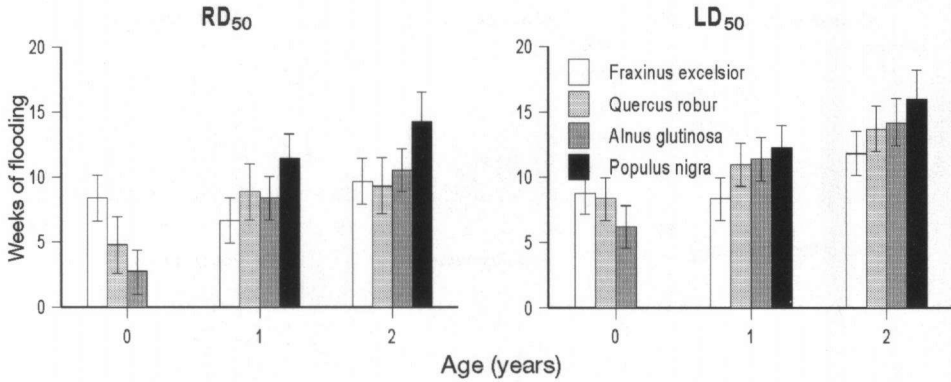 RD50
LD50
Weeks of flooding
20
15
10
5
0
0
1
2
20
15
10
5
0
Fraxinus excelsior
Quercus robur
Alnus glutinosa
Populus nigra
0
1
2
Age (years)